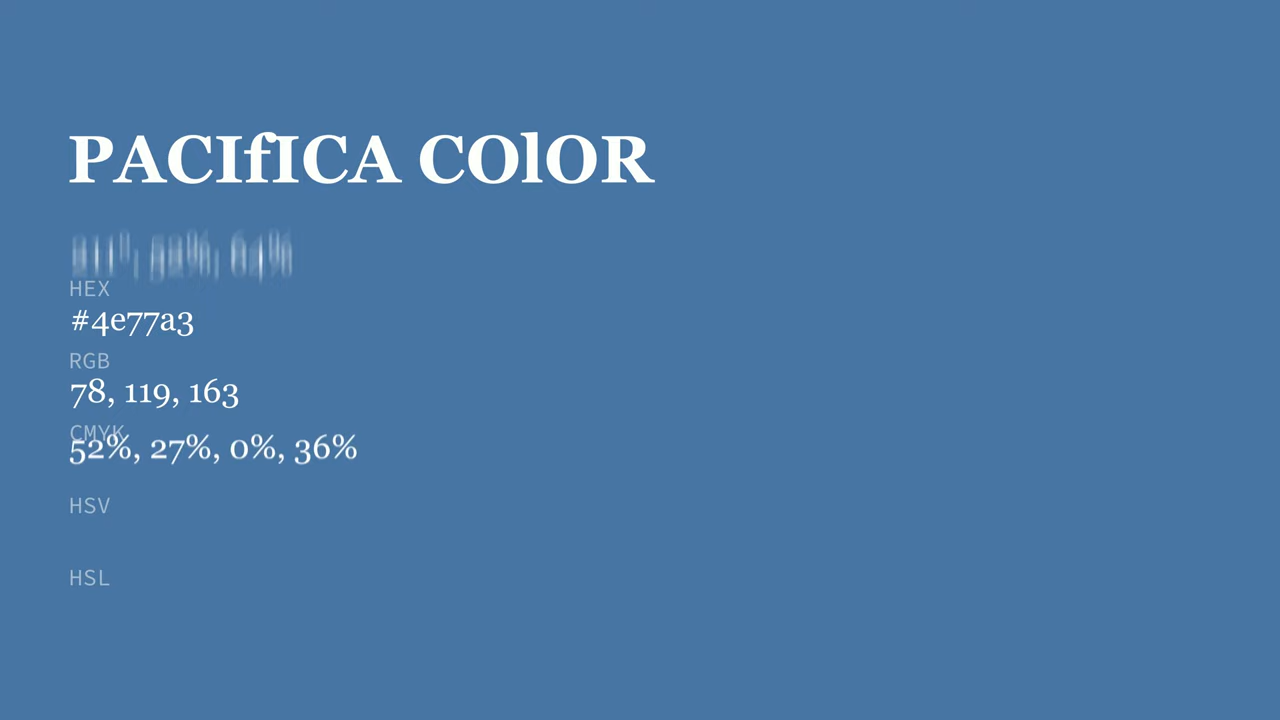 PACIfICA COlOR
HEX
#4e77a3
RGB
78, 119, 163
CMYK
52%, 27%, 0%, 36%
HSV
HSL